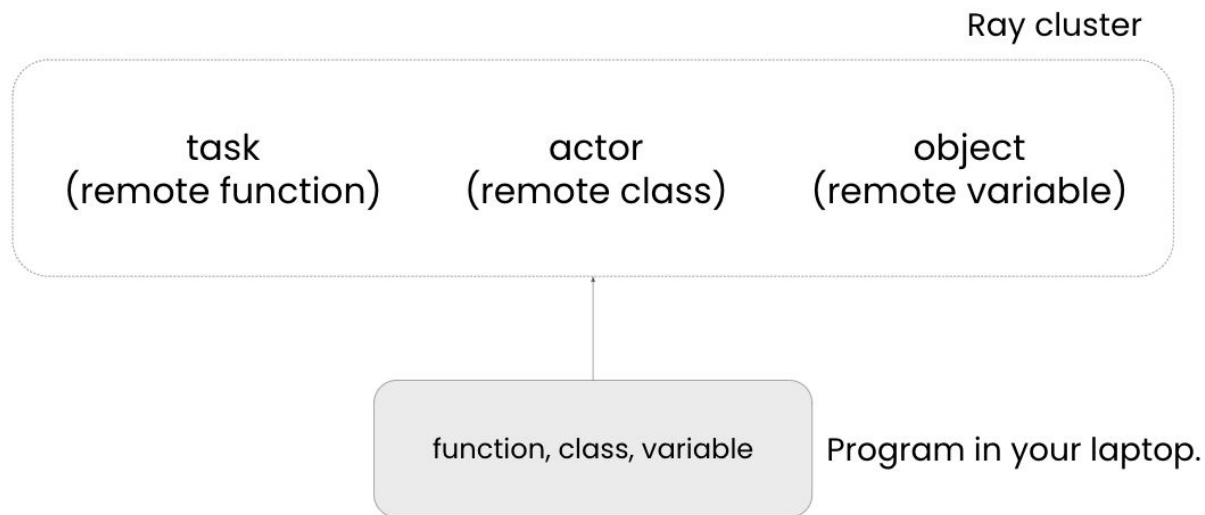 Ray cluster
task
(remote function)
actor
(remote class)
object
(remote variable)
function, class, variable
Program in your laptop.